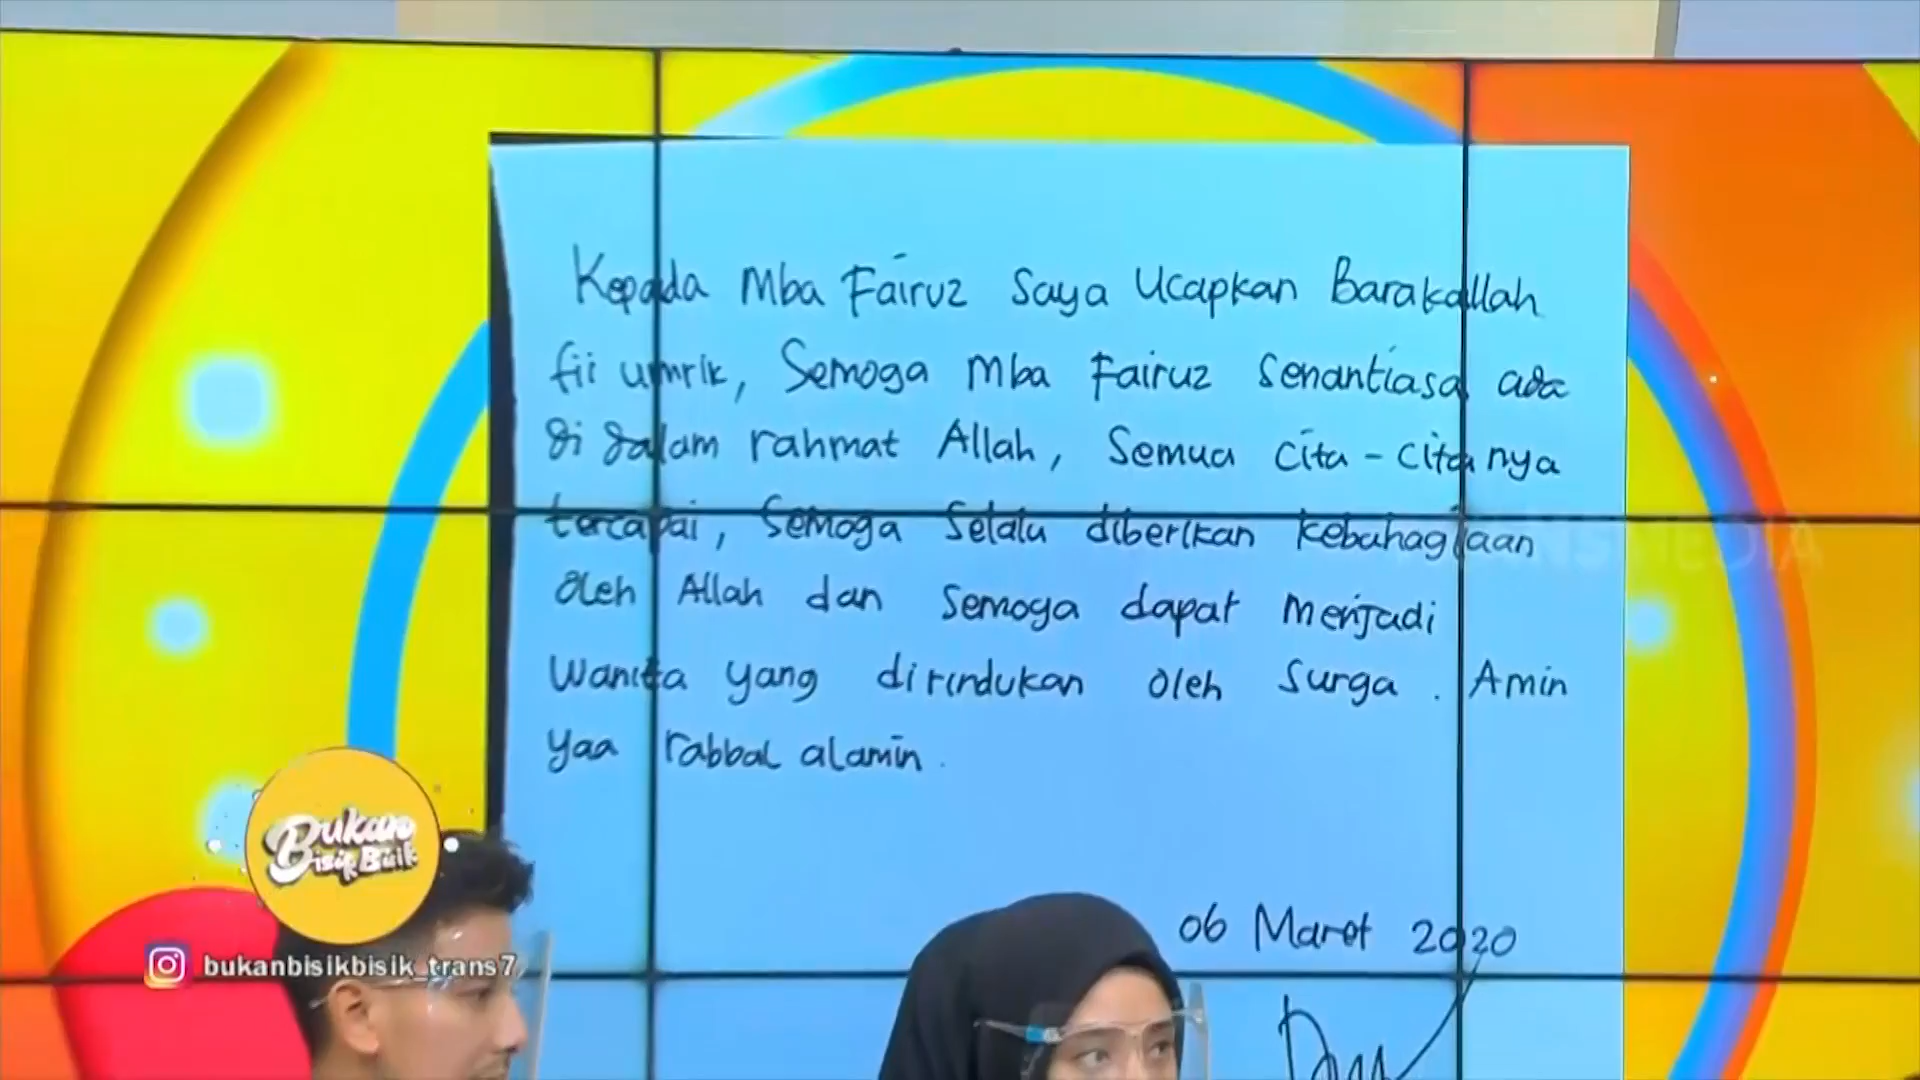 Kepada Mba Fairuz Saya Ucapkan Barakallah
fii umrik, Semoga Mba Fairuz Senantiasa ada
di dalam rahmat Allah, Semua Cita-Citanya
tercapai, Semoga Selalu diberikan kebahagiaan
oleh Allah dan Semoga dapat Menjadi
Wanita yang dirindukan oleh Surga. Amin
yaa rabbal alamin.
06 Maret 2020
TRANS MEDIA
Bukan
Bisik Bisik
bukanbisikbisik_trans7